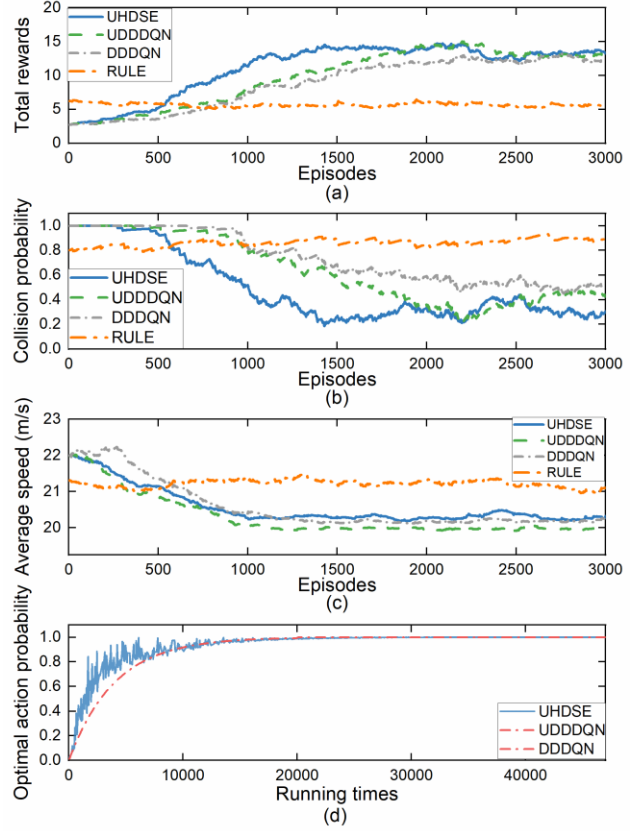 20
15
10
5
0
Total rewards
UHDSE
UDDDQN
DDDQN
RULE
0 500 1000 1500 2000 2500 3000
Episodes
(a)
1.0
0.8
0.6
0.4
0.2
0.0
Collision probability
UHDSE
UDDDQN
DDDQN
RULE
0 500 1000 1500 2000 2500 3000
Episodes
(b)
23
22
21
20
Average speed (m/s)
UHDSE
UDDDQN
DDDQN
RULE
0 500 1000 1500 2000 2500 3000
Episodes
(c)
1.0
0.8
0.6
0.4
0.2
0.0
Optimal action probability
UHDSE
UDDDQN
DDDQN
0 10000 20000 30000 40000
Running times
(d)